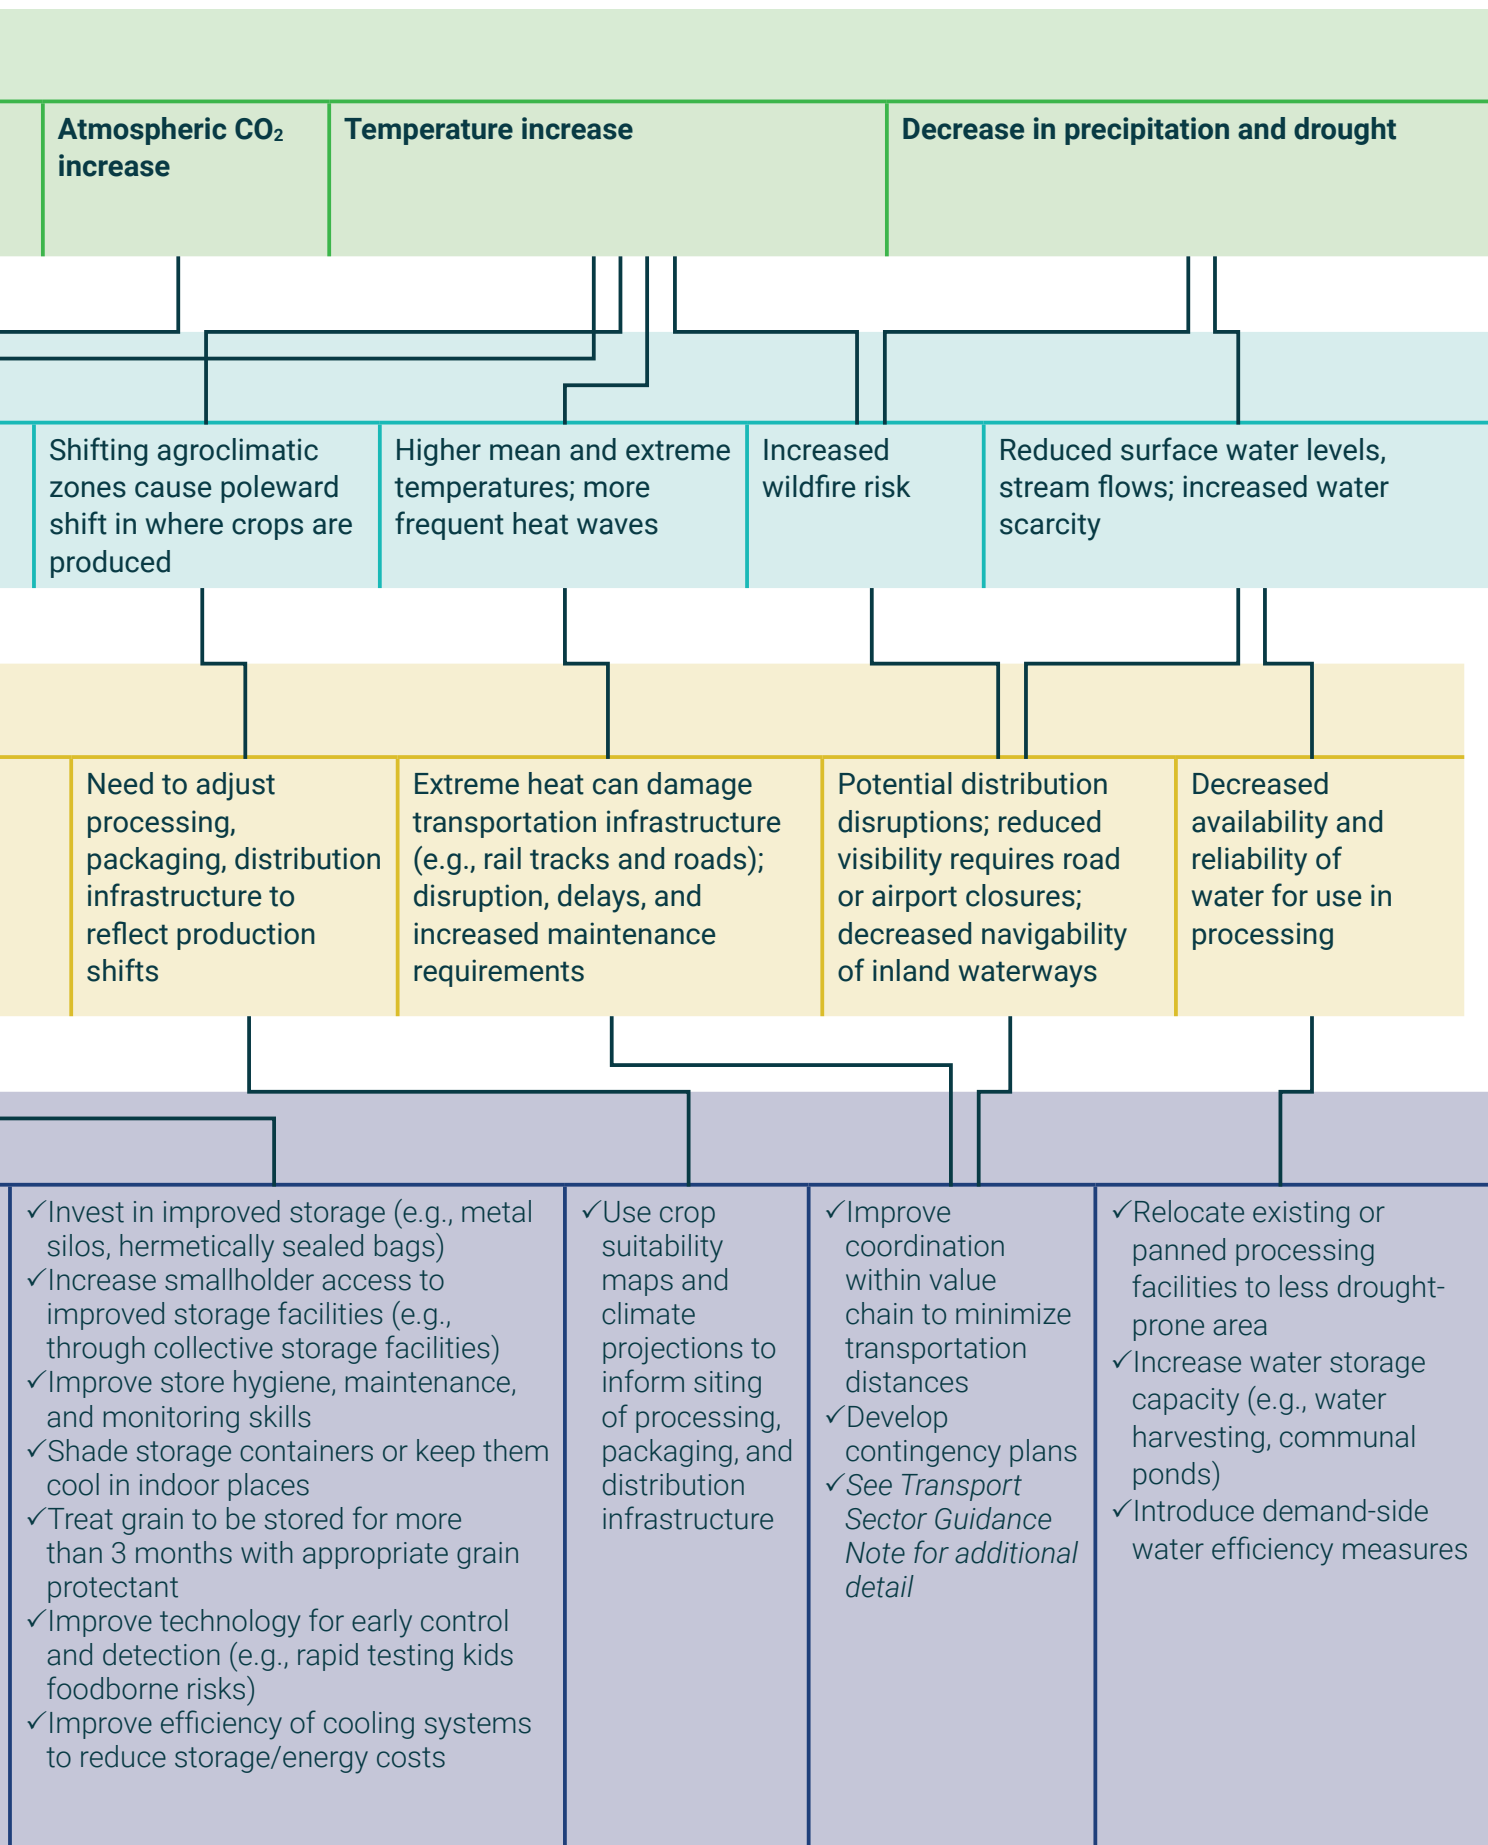 Atmospheric CO₂
increase
Temperature increase
Decrease in precipitation and drought
Shifting agroclimatic
zones cause poleward
shift in where crops are
produced
Higher mean and extreme
temperatures; more
frequent heat waves
Increased
wildfire risk
Reduced surface water levels,
stream flows; increased water
scarcity
Need to adjust
processing,
packaging, distribution
infrastructure to
reflect production
shifts
Extreme heat can damage
transportation infrastructure
(e.g., rail tracks and roads);
disruption, delays, and
increased maintenance
requirements
Potential distribution
disruptions; reduced
visibility requires road
or airport closures;
decreased navigability
of inland waterways
Decreased
availability and
reliability of
water for use in
processing
✓Invest in improved storage (e.g., metal
silos, hermetically sealed bags)
✓Increase smallholder access to
improved storage facilities (e.g.,
through collective storage facilities)
✓Improve store hygiene, maintenance,
and monitoring skills
✓Shade storage containers or keep them
cool in indoor places
✓Treat grain to be stored for more
than 3 months with appropriate grain
protectant
✓Improve technology for early control
and detection (e.g., rapid testing kids
foodborne risks)
✓Improve efficiency of cooling systems
to reduce storage/energy costs
✓Use crop
suitability
maps and
climate
projections to
inform siting
of processing,
packaging, and
distribution
infrastructure
✓Improve
coordination
within value
chain to minimize
transportation
distances
✓Develop
contingency plans
✓See Transport
Sector Guidance
Note for additional
detail
✓Relocate existing or
panned processing
facilities to less drought-
prone area
✓Increase water storage
capacity (e.g., water
harvesting, communal
ponds)
✓Introduce demand-side
water efficiency measures